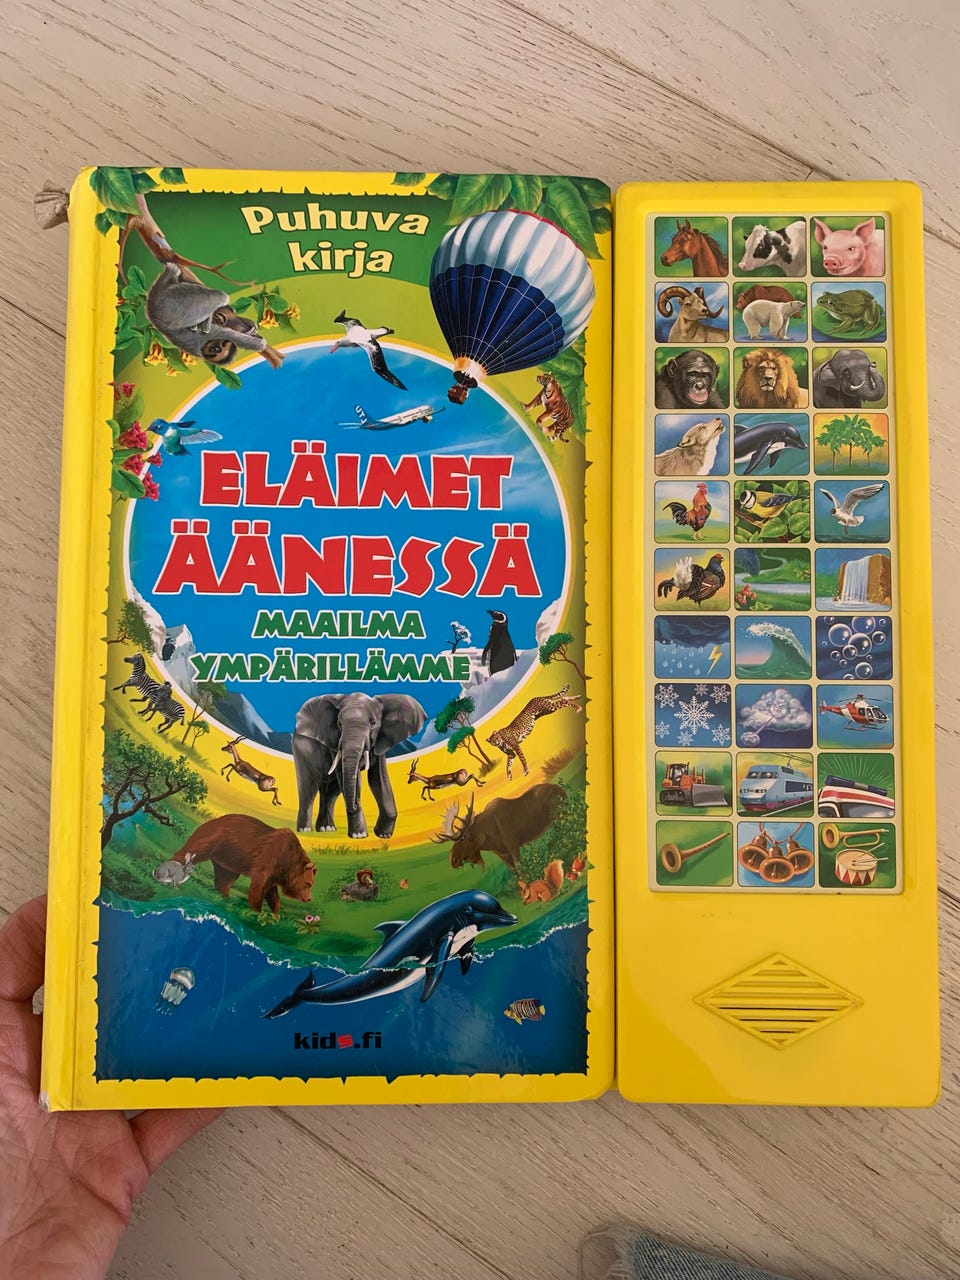 Puhuva
kirja
ELÄIMET
ÄÄNESSÄ
MAAILMA
YMPÄRILLÄMME
kids.fi